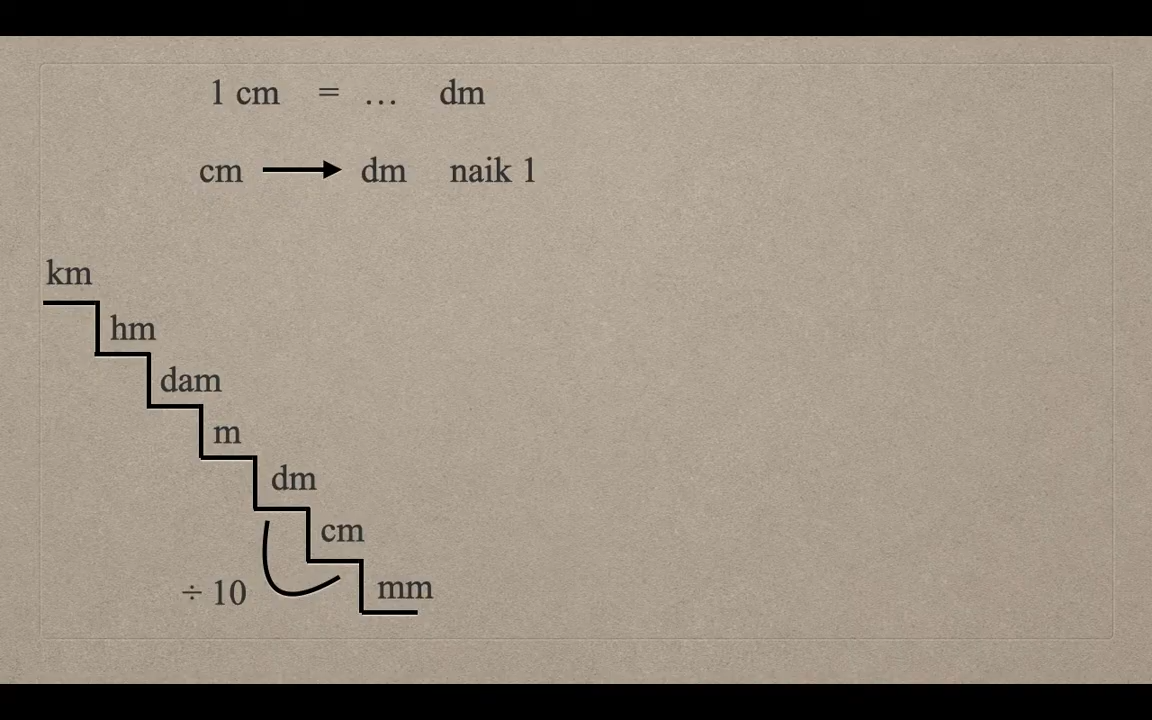 1 cm = … dm
cm → dm naik 1
km
hm
dam
m
dm
cm
÷ 10
mm